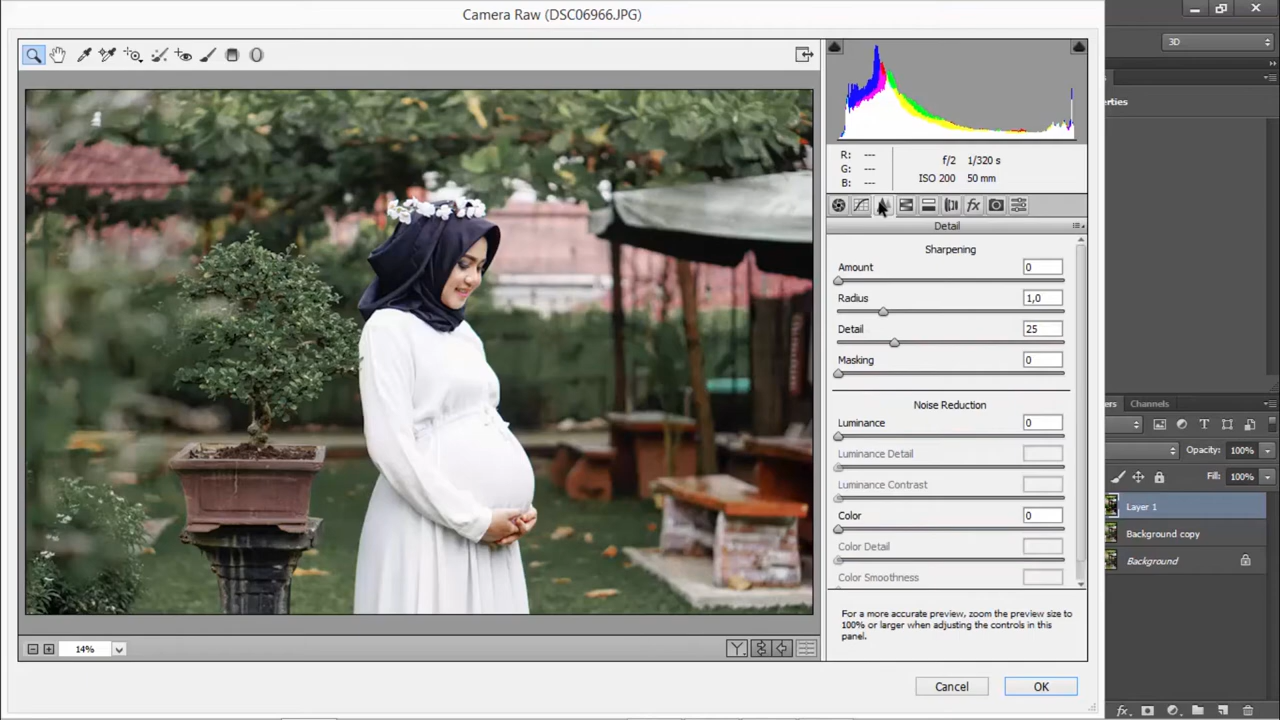 Camera Raw (DSC06966.JPG)
3D
erties
R: ---
G: ---
B: ---
f/2 1/320 s
ISO 200 50 mm
fx
Detail
Sharpening
Amount 0
Radius 1,0
Detail 25
Masking 0
Noise Reduction
Luminance 0
Luminance Detail
Luminance Contrast
Color 0
Color Detail
Color Smoothness
For a more accurate preview, zoom the preview size to
100% or larger when adjusting the controls in this
panel.
14%
Y
Cancel
OK
ers Channels
T
Opacity: 100%
Fill: 100%
Layer 1
Background copy
Background
fx